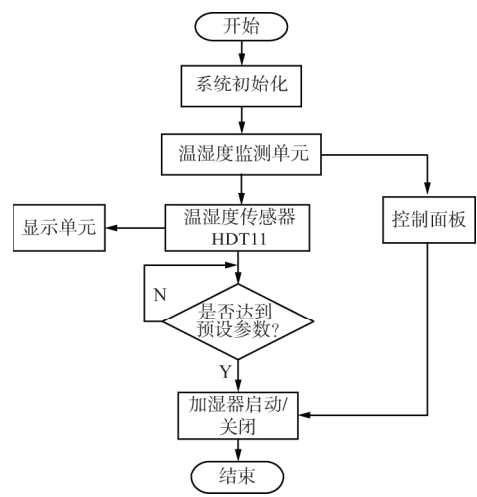 开始
系统初始化
温湿度监测单元
显示单元
温湿度传感器
HDT11
控制面板
N
是否达到
预设参数?
Y
加湿器启动/
关闭
结束